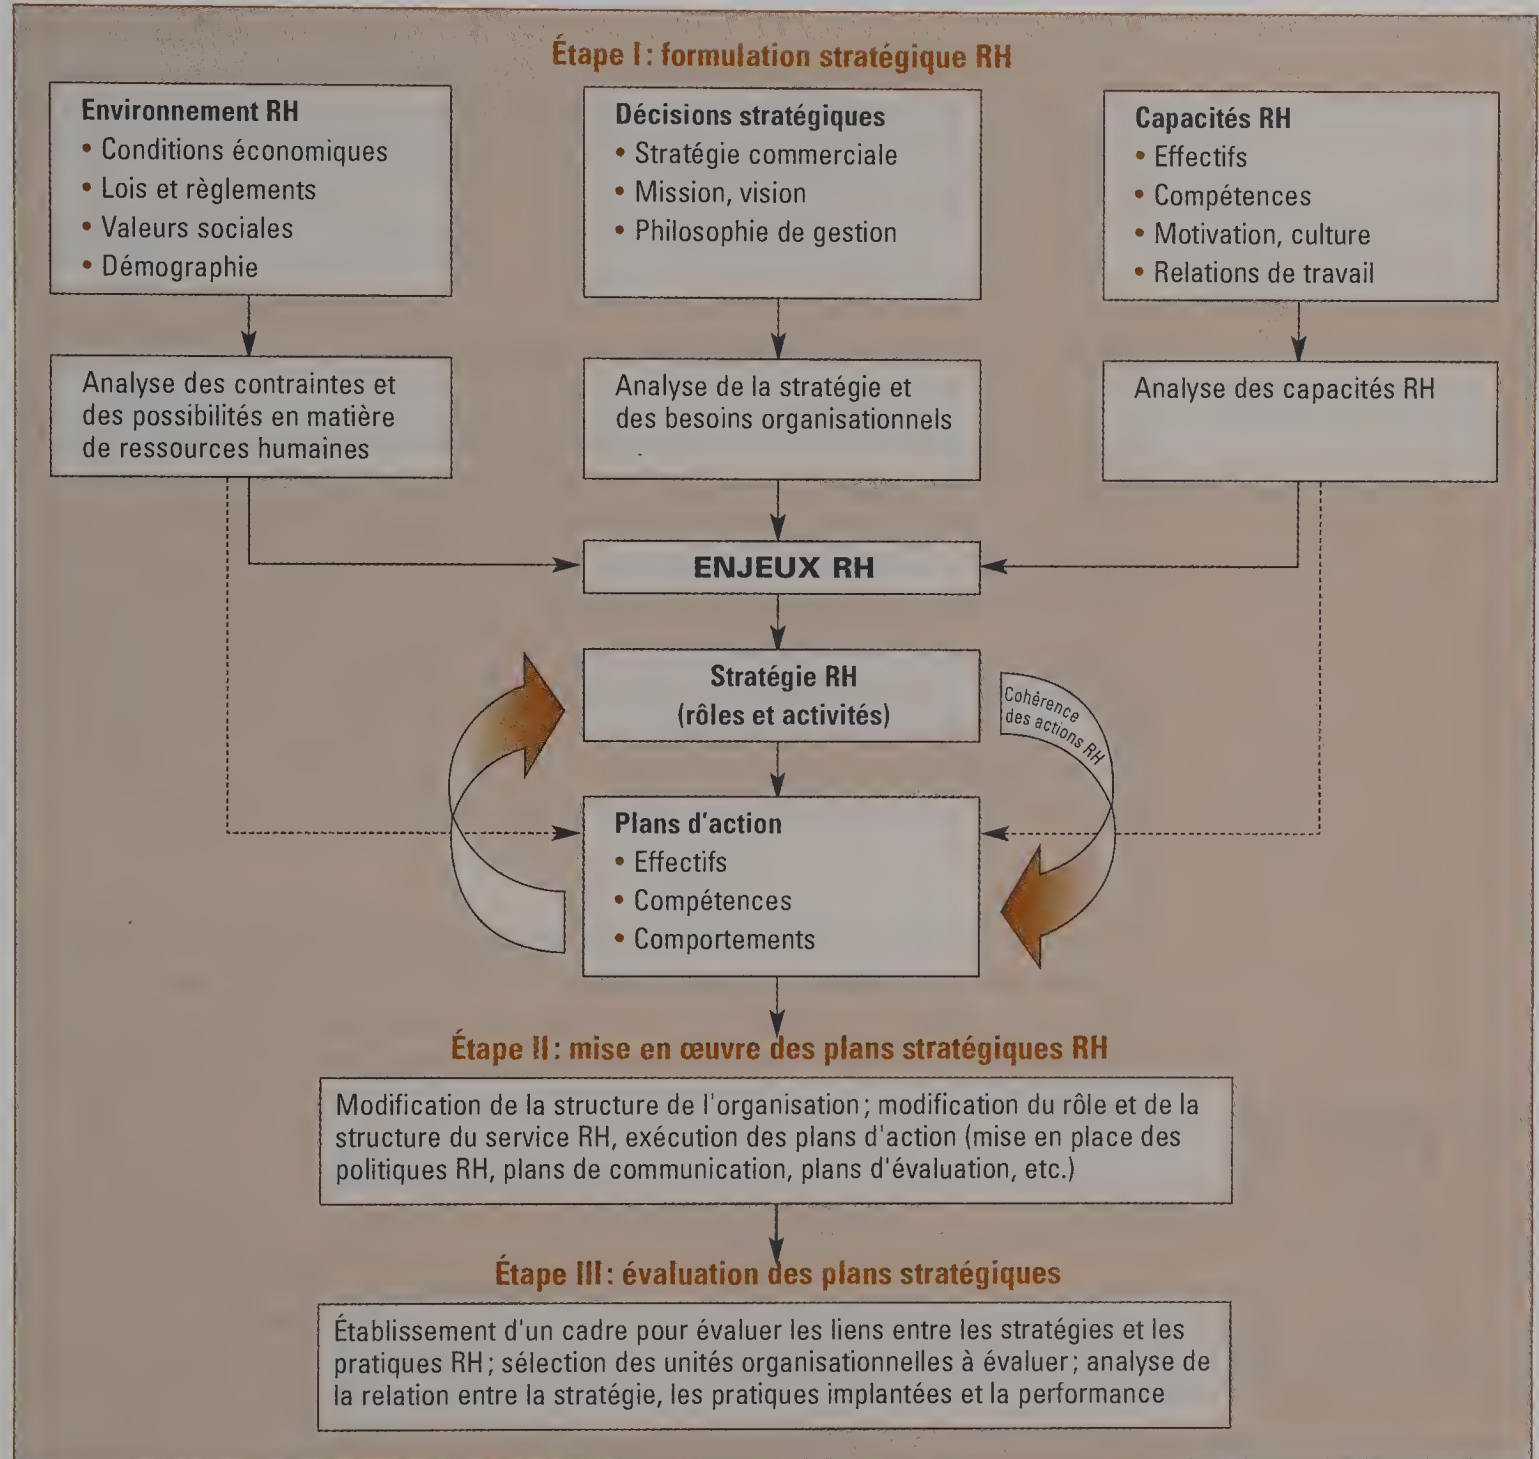 Étape I : formulation stratégique RH
Environnement RH
• Conditions économiques
• Lois et règlements
• Valeurs sociales
• Démographie
Décisions stratégiques
• Stratégie commerciale
• Mission, vision
• Philosophie de gestion
Capacités RH
• Effectifs
• Compétences
• Motivation, culture
• Relations de travail
Analyse des contraintes et
des possibilités en matière
de ressources humaines
Analyse de la stratégie et
des besoins organisationnels
Analyse des capacités RH
ENJEUX RH
Stratégie RH
(rôles et activités)
Cohérence
des actions RH
Plans d'action
• Effectifs
• Compétences
• Comportements
Étape II : mise en œuvre des plans stratégiques RH
Modification de la structure de l'organisation ; modification du rôle et de la
structure du service RH, exécution des plans d'action (mise en place des
politiques RH, plans de communication, plans d'évaluation, etc.)
Étape III : évaluation des plans stratégiques
Établissement d'un cadre pour évaluer les liens entre les stratégies et les
pratiques RH ; sélection des unités organisationnelles à évaluer ; analyse de
la relation entre la stratégie, les pratiques implantées et la performance